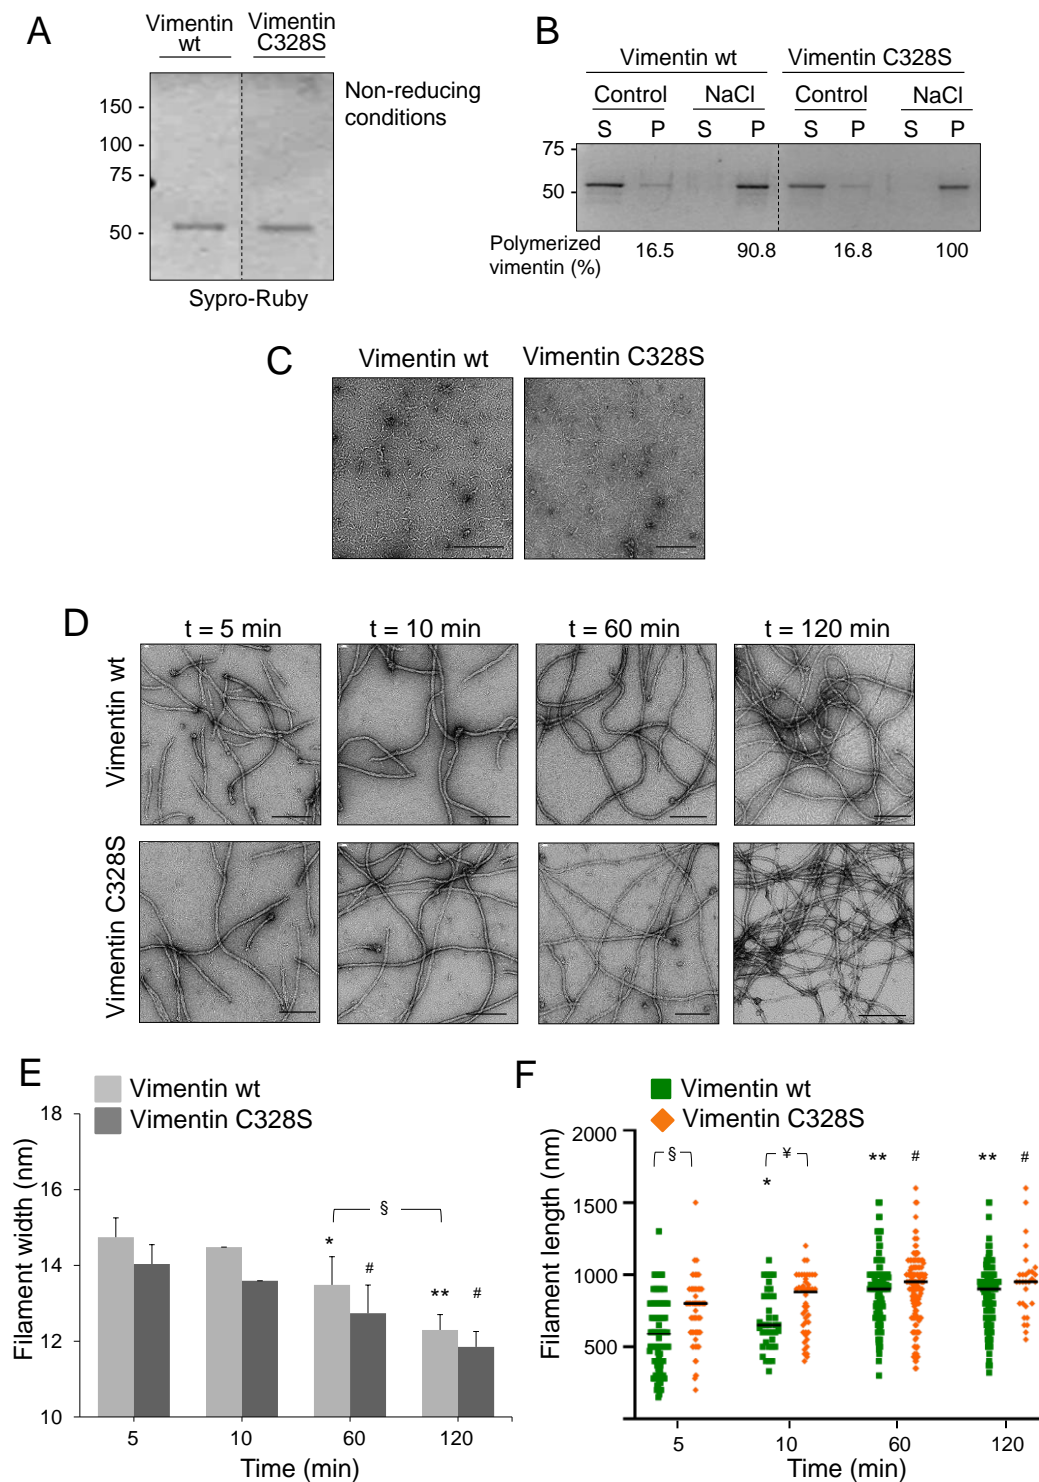 A
Vimentin wt
Vimentin C328S
150 -
100 -
75 -
50 -
Non-reducing
conditions
Sypro-Ruby
B
Vimentin wt
Vimentin C328S
Control
NaCl
Control
NaCl
S P S P S P S P
75 -
50 -
Polymerized
vimentin (%)
16.5 90.8 16.8 100
C
Vimentin wt
Vimentin C328S
D
t = 5 min
t = 10 min
t = 60 min
t = 120 min
Vimentin wt
Vimentin C328S
E
Vimentin wt
Vimentin C328S
Filament width (nm)
18
16
14
12
10
§
*
#
**
#
5 10 60 120
Time (min)
F
Vimentin wt
Vimentin C328S
Filament length (nm)
2000
1500
1000
500
§
¥
*
**
#
**
#
5 10 60 120
Time (min)